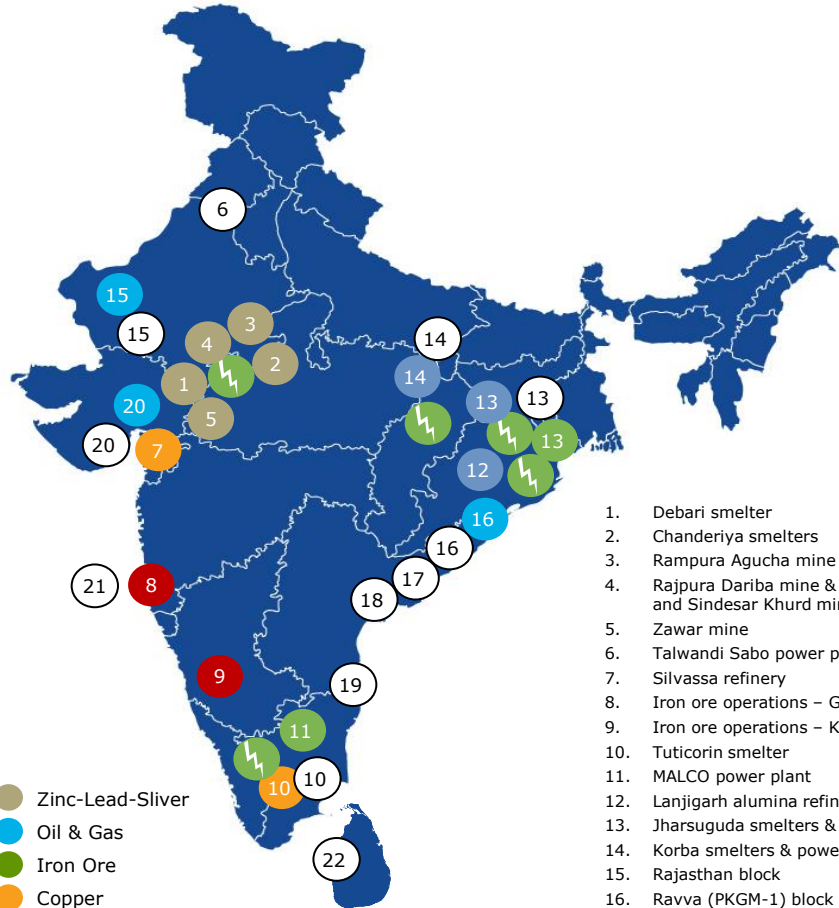 6
15
15
3
4
14
2
14
1
13
13
20
5
20
7
13
12
16
16
21
8
17
18
9
19
11
10
10
22
Zinc-Lead-Sliver
Oil & Gas
Iron Ore
Copper
1. Debari smelter
2. Chanderiya smelters
3. Rampura Agucha mine
4. Rajpura Dariba mine &
and Sindesar Khurd
5. Zawar mine
6. Talwandi Sabo power
7. Silvassa refinery
8. Iron ore operations –
9. Iron ore operations –
10. Tuticorin smelter
11. MALCO power plant
12. Lanjigarh alumina
13. Jharsuguda smelters &
14. Korba smelters &
15. Rajasthan block
16. Ravva (PKGM-1) block